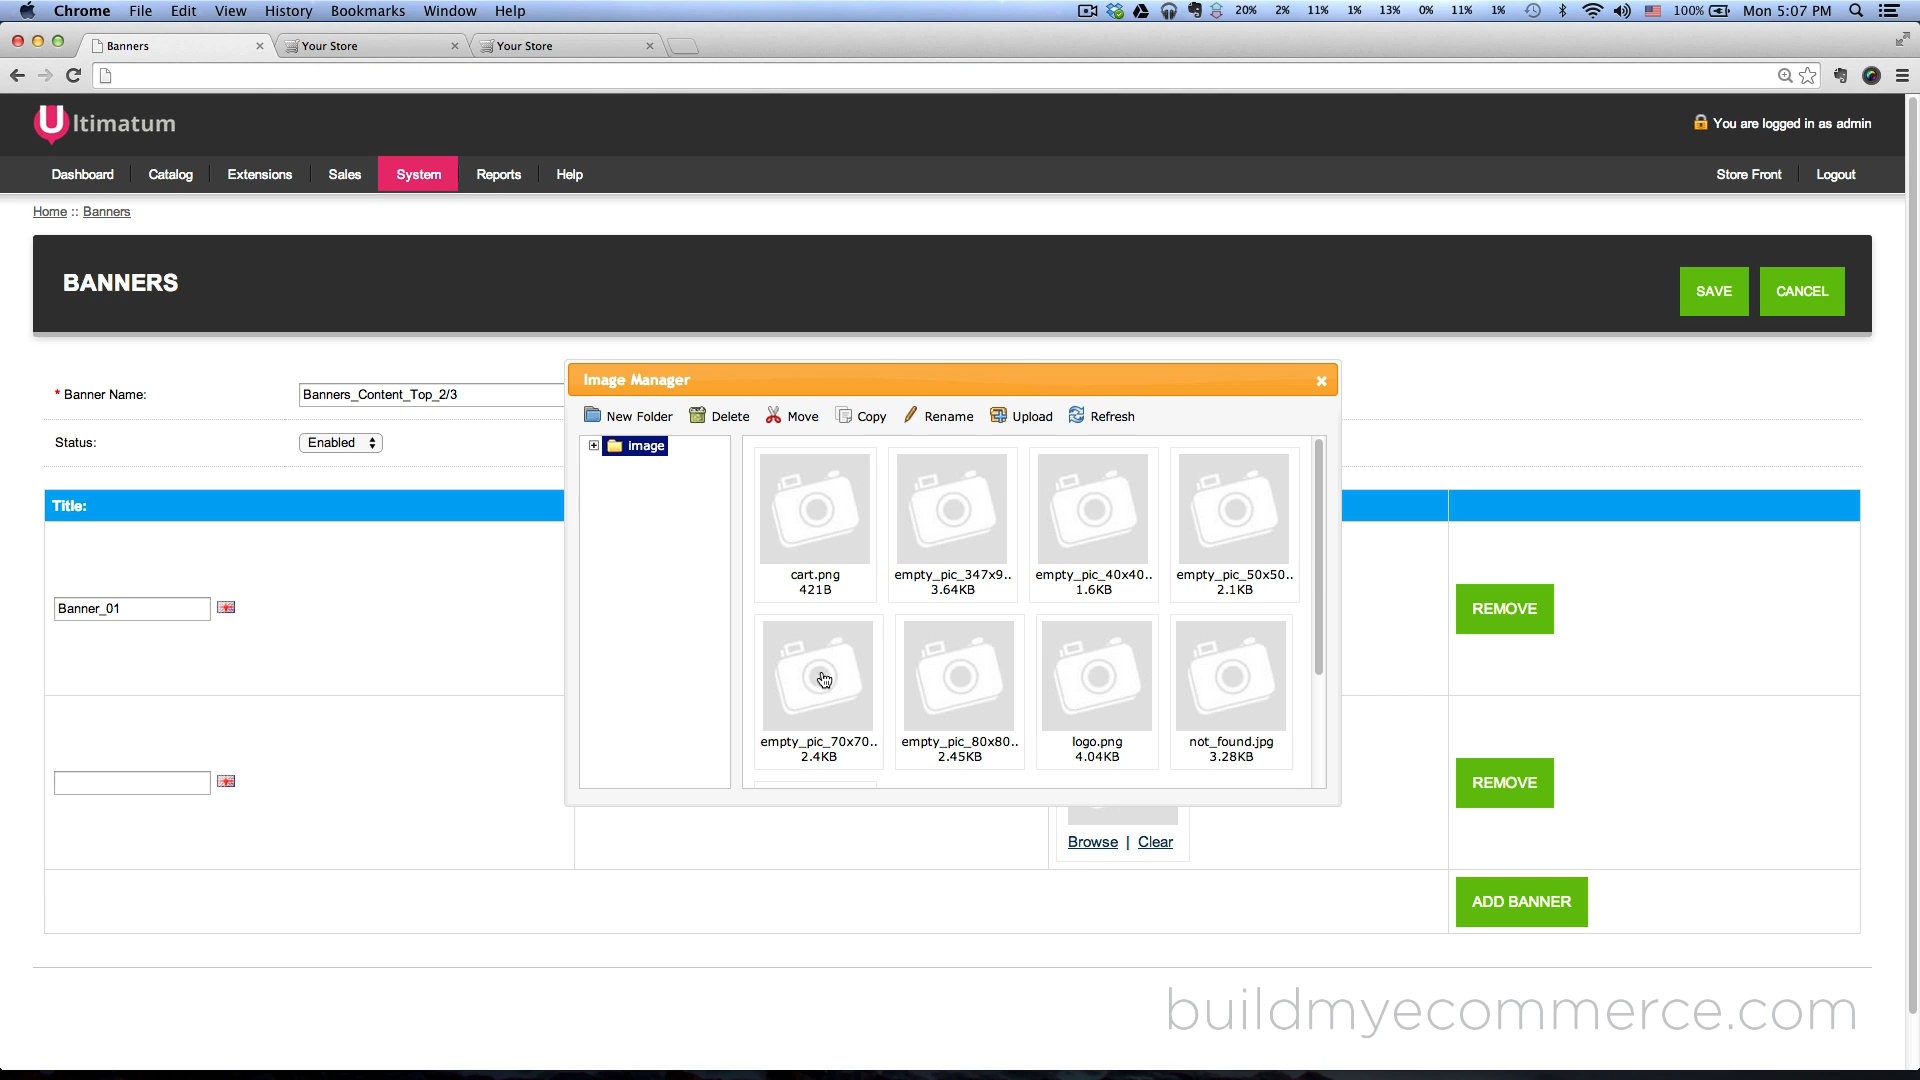 Chrome File Edit View History Bookmarks Window Help 20% 2% 11% 1% 13% 0% 11% 1% 100% Mon 5:07 PM
Banners Your Store Your Store
Ultimatum
You are logged in as admin
Dashboard Catalog Extensions Sales System Reports Help Store Front Logout
Home :: Banners
BANNERS
SAVE CANCEL
* Banner Name: Banners_Content_Top_2/3
Status: Enabled
Title:
Banner_01
REMOVE
REMOVE
Image Manager
New Folder Delete Move Copy Rename Upload Refresh
image
cart.png
421B
empty_pic_347x9..
3.64KB
empty_pic_40x40..
1.6KB
empty_pic_50x50..
2.1KB
empty_pic_70x70..
2.4KB
empty_pic_80x80..
2.45KB
logo.png
4.04KB
not_found.jpg
3.28KB
Browse | Clear
ADD BANNER
buildmyecommerce.com